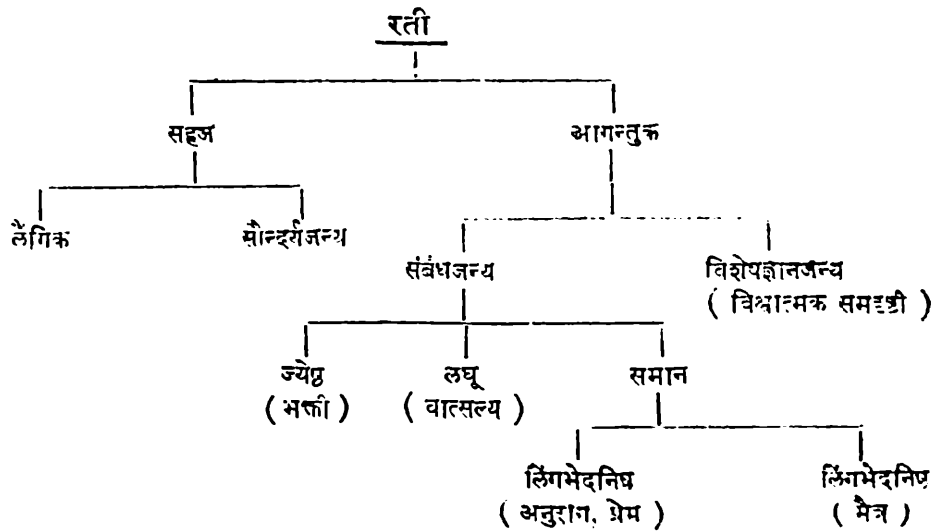 रती
सहज
आगन्तुक
लैंगिक
सौन्दर्यजन्य
संबंधजन्य
विशेषज्ञानजन्य
( विश्वात्मक समदृष्टी )
ज्येष्ठ
( भक्ती )
लघू
( वात्सल्य )
समान
लिंगभेदनिष्ठ
( अनुराग, प्रेम )
लिंगभेदनिष्ठ
( मैत्र )